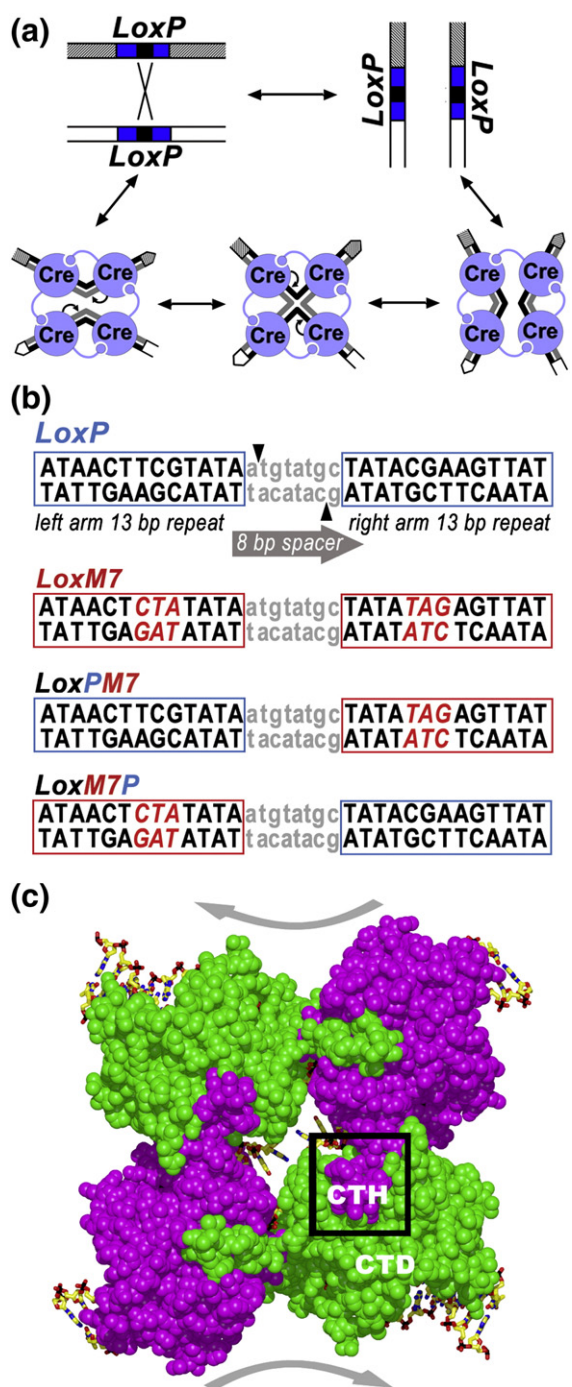 (a)
LoxP
LoxP
LoxP
LoxP
Cre Cre
Cre Cre
Cre Cre
Cre Cre
Cre Cre
Cre Cre
(b)
LoxP
ATAACTTCGTATA atgtatgc TATACGAAGTTAT
TATTGAAGCATAT tacatacg ATATGCTTCAATA
left arm 13 bp repeat right arm 13 bp repeat
8 bp spacer
LoxM7
ATAACTCTATATA atgtatgc TATATAGAGTTAT
TATTGAGATATAT tacatacg ATATATCTCAATA
LoxPM7
ATAACTTCGTATA atgtatgc TATATAGAGTTAT
TATTGAAGCATAT tacatacg ATATATCTCAATA
LoxM7P
ATAACTCTATATA atgtatgc TATACGAAGTTAT
TATTGAGATATAT tacatacg ATATGCTTCAATA
(c)
CTH
CTD